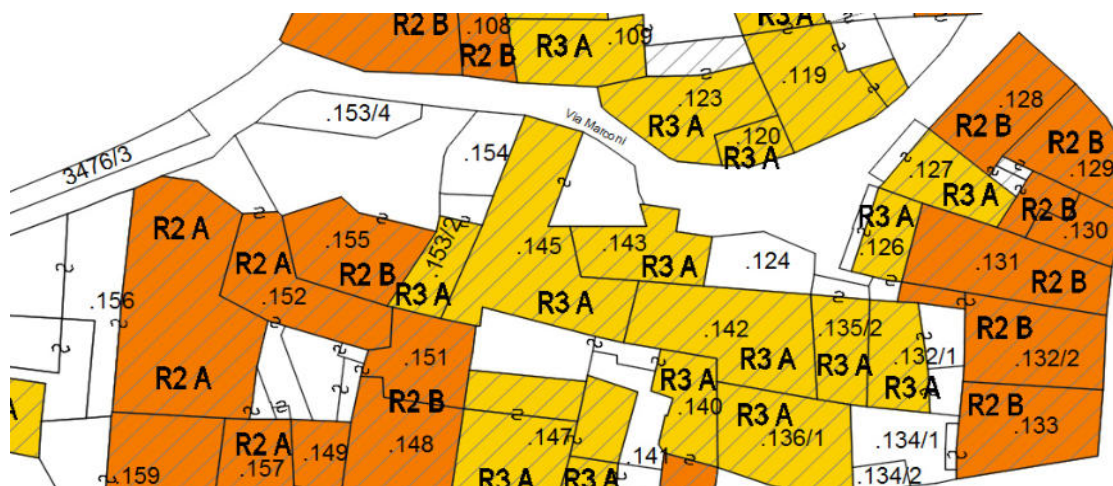 R2 B
.108
R2 B
R3 A
.109
R3 A
.119
.123
R3 A
.120
R3 A
Via Marconi
.128
R2 B
R2 B
.129
.127
R3 A
R2 B
.130
R3 A
.126
.131
R2 B
3476/3
.153/4
.154
R2 A
.155
R2 B
.153/2
R3 A
R2 A
.152
.145
R3 A
.143
R3 A
.124
.156
R2 A
.151
R2 B
.148
.142
R3 A
.135/2
R3 A
.132/1
R3 A
R2 B
.132/2
R2 B
.133
R3 A
.140
R3 A
.136/1
.134/1
.134/2
.141
.147
R3 A
R3 A
R2 A
.157
.149
.159
A